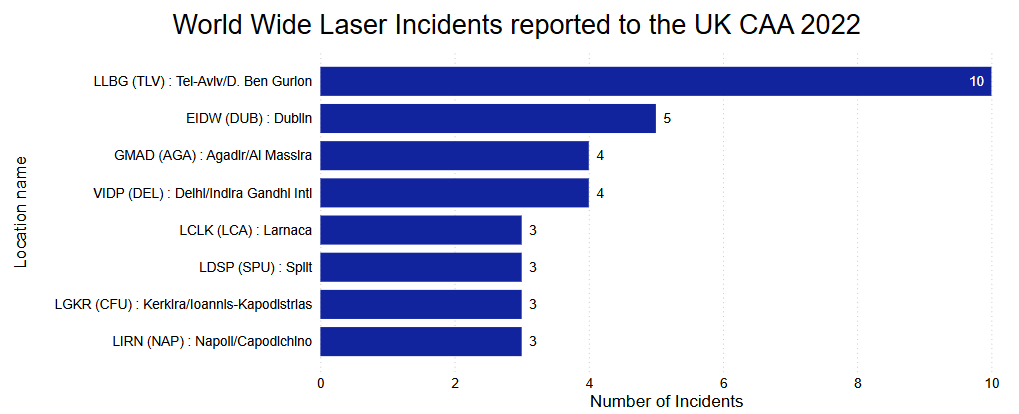 World Wide Laser Incidents reported to the UK CAA 2022
Location name
LLBG (TLV) : Tel-Aviv/D. Ben Gurion
10
EIDW (DUB) : Dublin
5
GMAD (AGA) : Agadir/Al Massira
4
VIDP (DEL) : Delhi/Indira Gandhi Intl
4
LCLK (LCA) : Larnaca
3
LDSP (SPU) : Split
3
LGKR (CFU) : Kerkira/Ioannis-Kapodistrias
3
LIRN (NAP) : Napoli/Capodichino
3
0 2 4 6 8 10
Number of Incidents